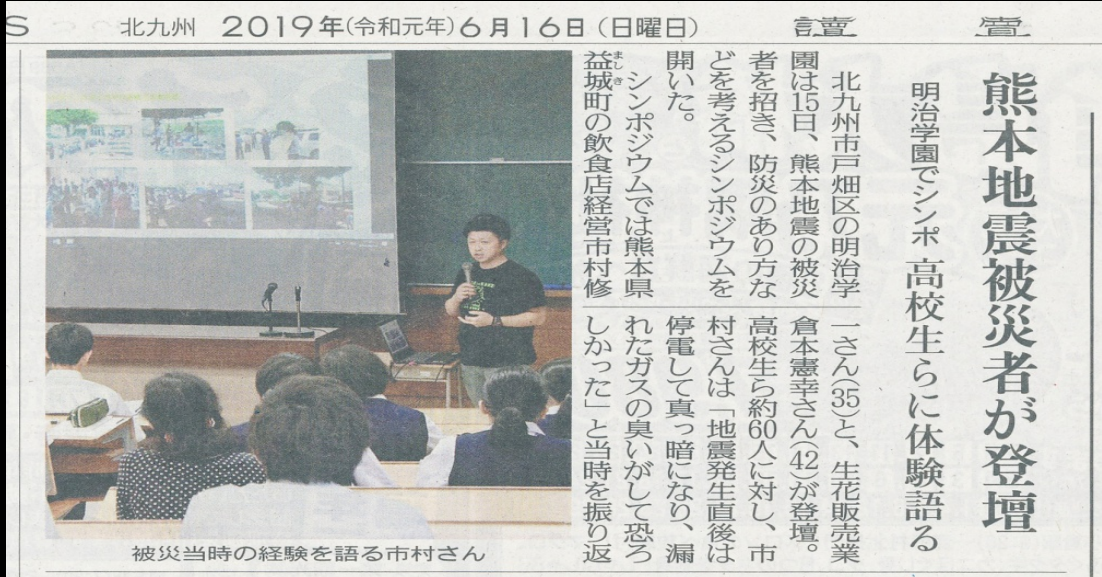 S 北九州 2019年(令和元年)6月16日(日曜日) 讀賣
熊本地震被災者が登壇
明治学園でシンポ 高校生らに体験語る
北九州市戸畑区の明治学
園は15日、熊本地震の被災
者を招き、防災のあり方な
どを考えるシンポジウムを
開いた。
シンポジウムでは熊本県
益城町の飲食店経営市村修
ましき
一さん(35)と、生花販売業
倉本憲幸さん(42)が登壇。
高校生ら約60人に対し、市
村さんは「地震発生直後は
停電して真っ暗になり、漏
れたガスの臭いがして恐ろ
しかった」と当時を振り返
被災当時の経験を語る市村さん